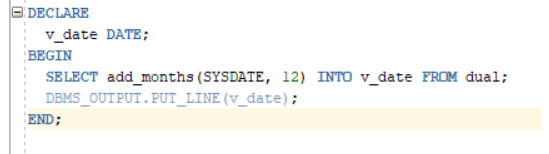 DECLARE
v_date DATE;
BEGIN
SELECT add_months(SYSDATE, 12) INTO v_date FROM dual;
DBMS_OUTPUT.PUT_LINE(v_date);
END;